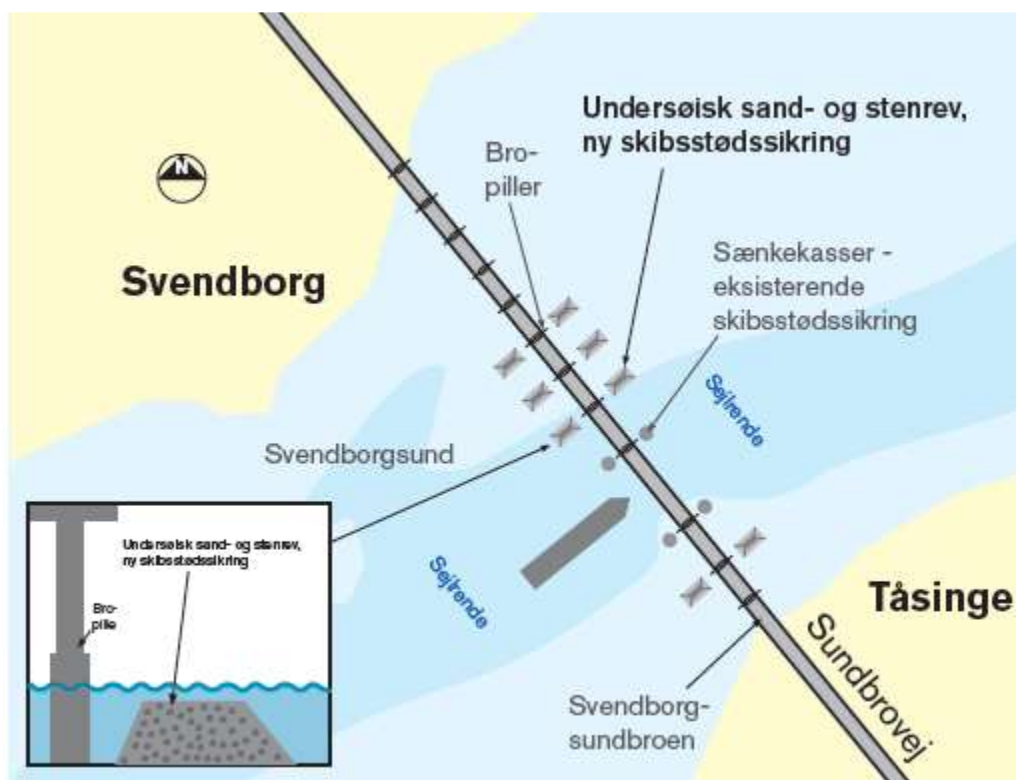 Undersøisk sand- og stenrev,
ny skibsstødssikring
Bro-
piller
N
Sænkekasser -
eksisterende
skibsstødssikring
Svendborg
Sejlrende
Svendborgsund
Undersøisk sand- og stenrev,
ny skibsstødssikring
Bro-
pille
Sejlrende
Tåsinge
Sundbrovej
Svendborg-
sundbroen